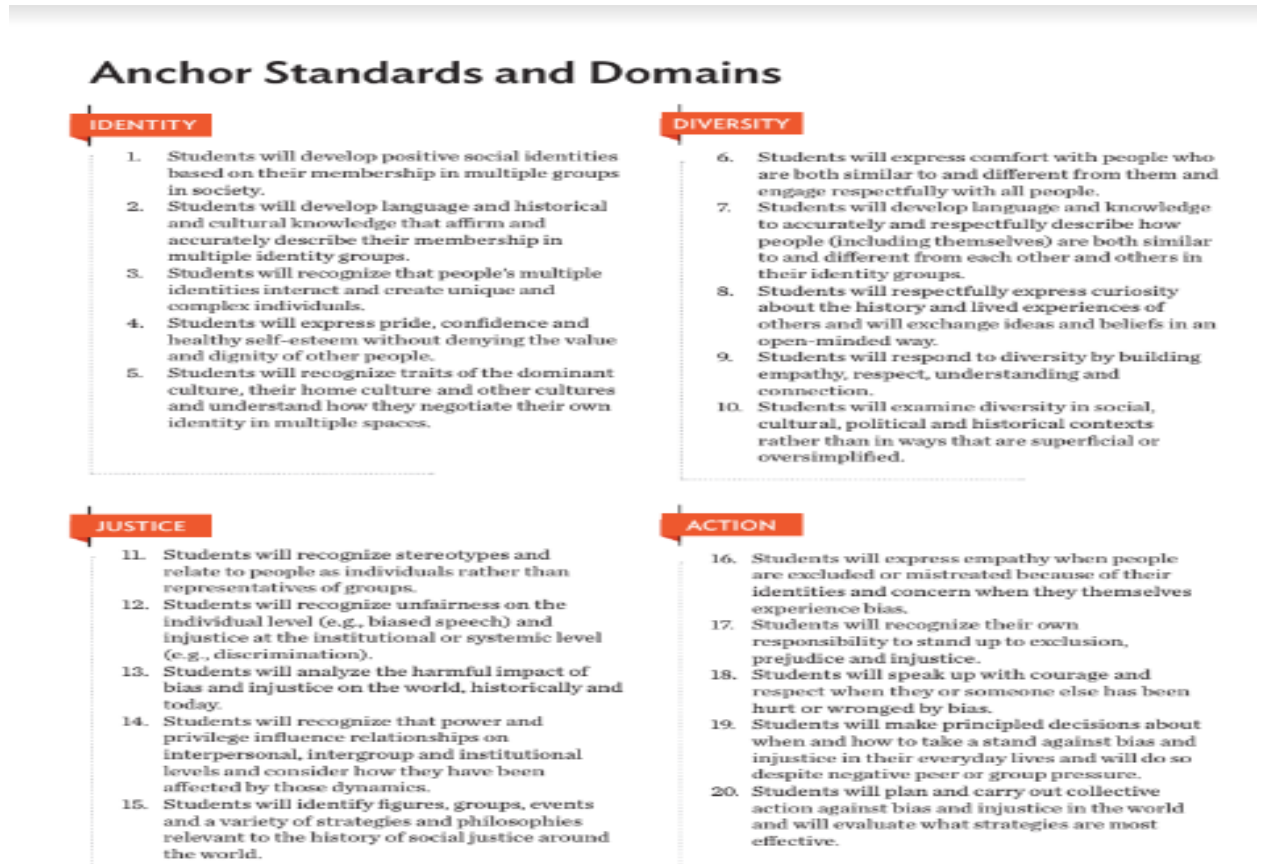 Anchor Standards and Domains
IDENTITY
1. Students will develop positive social identities
based on their membership in multiple groups
in society.
2. Students will develop language and historical
and cultural knowledge that affirm and
accurately describe their membership in
multiple identity groups.
3. Students will recognize that people's multiple
identities interact and create unique and
complex individuals.
4. Students will express pride, confidence and
healthy self-esteem without denying the value
and dignity of other people.
5. Students will recognize traits of the dominant
culture, their home culture and other cultures
and understand how they negotiate their own
identity in multiple spaces.
DIVERSITY
6. Students will express comfort with people who
are both similar to and different from them and
engage respectfully with all people.
7. Students will develop language and knowledge
to accurately and respectfully describe how
people (including themselves) are both similar
to and different from each other and others in
their identity groups.
8. Students will respectfully express curiosity
about the history and lived experiences of
others and will exchange ideas and beliefs in an
open-minded way.
9. Students will respond to diversity by building
empathy, respect, understanding and
connection.
10. Students will examine diversity in social,
cultural, political and historical contexts
rather than in ways that are superficial or
oversimplified.
JUSTICE
11. Students will recognize stereotypes and
relate to people as individuals rather than
representatives of groups.
12. Students will recognize unfairness on the
individual level (e.g., biased speech) and
injustice at the institutional or systemic level
(e.g., discrimination).
13. Students will analyze the harmful impact of
bias and injustice on the world, historically and
today.
14. Students will recognize that power and
privilege influence relationships on
interpersonal, intergroup and institutional
levels and consider how they have been
affected by those dynamics.
15. Students will identify figures, groups, events
and a variety of strategies and philosophies
relevant to the history of social justice around
the world.
ACTION
16. Students will express empathy when people
are excluded or mistreated because of their
identities and concern when they themselves
experience bias.
17. Students will recognize their own
responsibility to stand up to exclusion,
prejudice and injustice.
18. Students will speak up with courage and
respect when they or someone else has been
hurt or wronged by bias.
19. Students will make principled decisions about
when and how to take a stand against bias and
injustice in their everyday lives and will do so
despite negative peer or group pressure.
20. Students will plan and carry out collective
action against bias and injustice in the world
and will evaluate what strategies are most
effective.